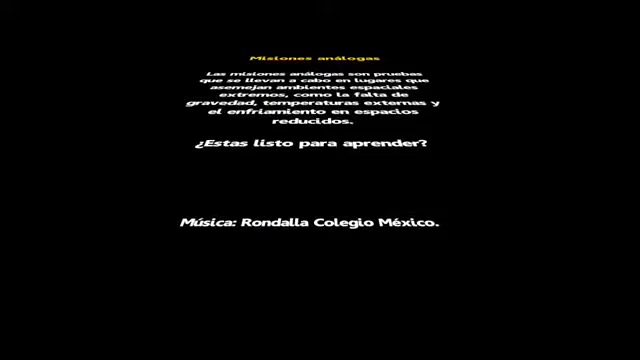 Misiones análogas
Las misiones análogas son pruebas
que se llevan a cabo en lugares que
asemejan ambientes espaciales
extremos, como la falta de
gravedad, temperaturas externas y
el enfriamiento en espacios
reducidos.
¿Estas listo para aprender?
Música: Rondalla Colegio México.